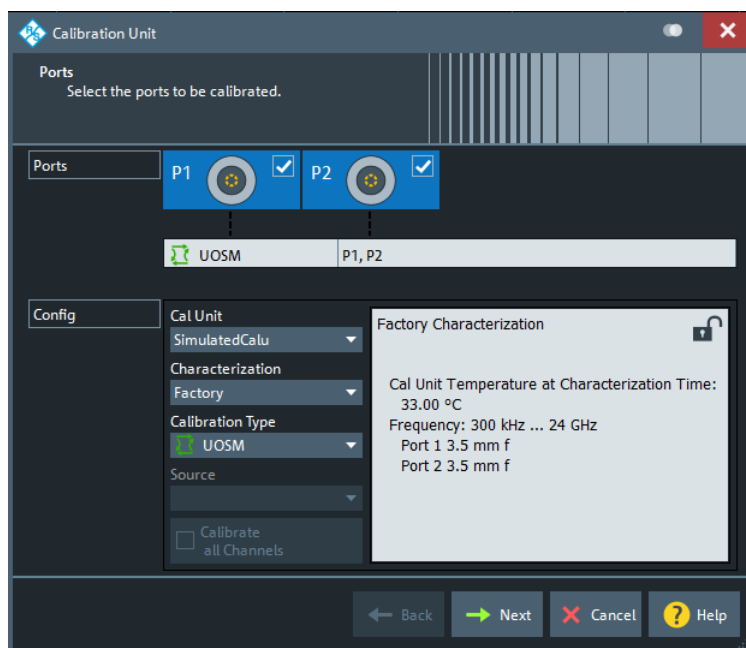 Calibration Unit
Ports
Select the ports to be calibrated.
Ports
P1
P2
UOSM
P1, P2
Config
Cal Unit
SimulatedCalu
Characterization
Factory
Calibration Type
UOSM
Source
Calibrate
all Channels
Factory Characterization
Cal Unit Temperature at Characterization Time:
33.00 ºC
Frequency: 300 kHz ... 24 GHz
Port 1 3.5 mm f
Port 2 3.5 mm f
Back
Next
Cancel
? Help